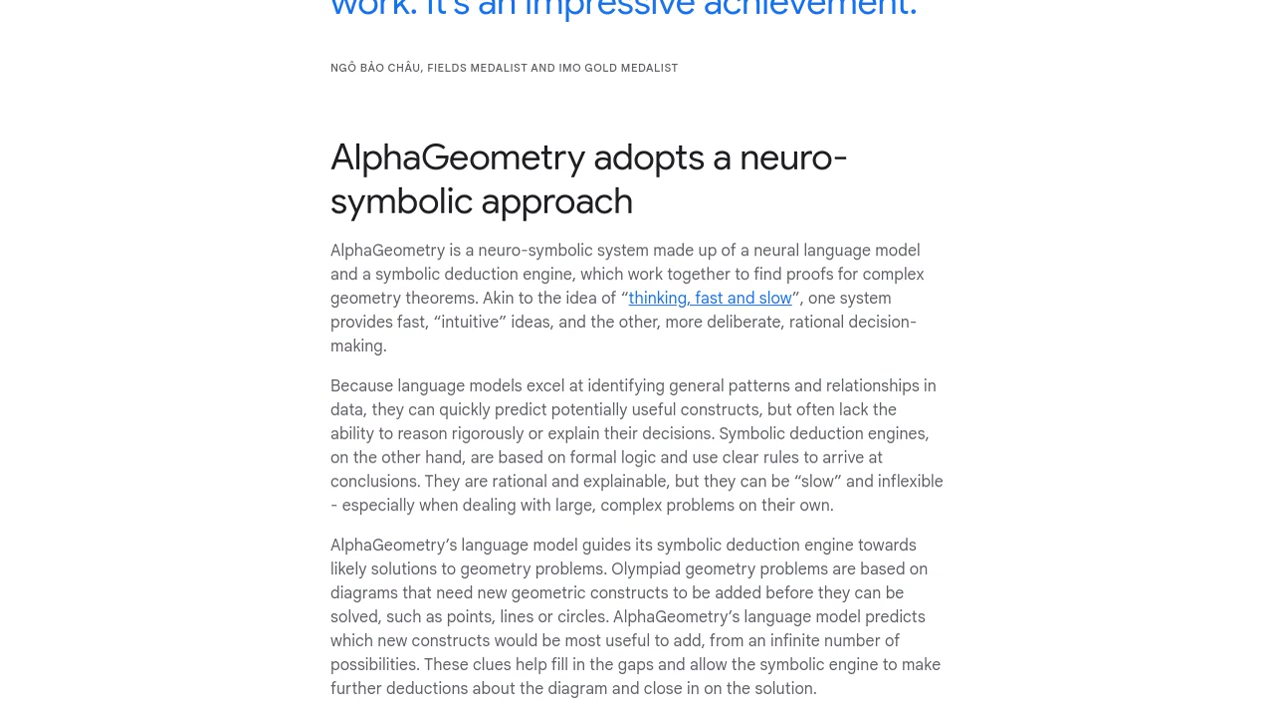 work. It's an impressive achievement."
NGÔ BẢO CHÂU, FIELDS MEDALIST AND IMO GOLD MEDALIST
AlphaGeometry adopts a neuro-
symbolic approach
AlphaGeometry is a neuro-symbolic system made up of a neural language model
and a symbolic deduction engine, which work together to find proofs for complex
geometry theorems. Akin to the idea of “thinking, fast and slow”, one system
provides fast, “intuitive” ideas, and the other, more deliberate, rational decision-
making.
Because language models excel at identifying general patterns and relationships in
data, they can quickly predict potentially useful constructs, but often lack the
ability to reason rigorously or explain their decisions. Symbolic deduction engines,
on the other hand, are based on formal logic and use clear rules to arrive at
conclusions. They are rational and explainable, but they can be “slow” and inflexible
- especially when dealing with large, complex problems on their own.
AlphaGeometry’s language model guides its symbolic deduction engine towards
likely solutions to geometry problems. Olympiad geometry problems are based on
diagrams that need new geometric constructs to be added before they can be
solved, such as points, lines or circles. AlphaGeometry’s language model predicts
which new constructs would be most useful to add, from an infinite number of
possibilities. These clues help fill in the gaps and allow the symbolic engine to make
further deductions about the diagram and close in on the solution.